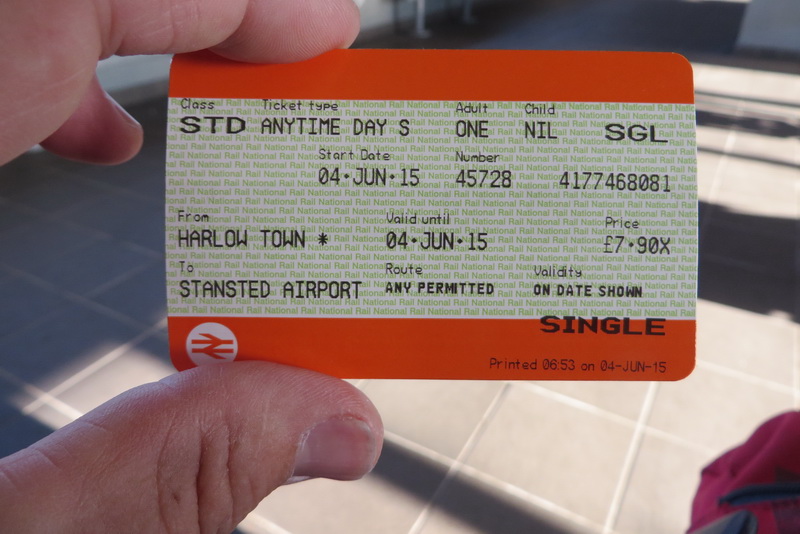 Class Ticket type Adult Child
STD ANYTIME DAY S ONE NIL SGL
Start Date Number
04·JUN·15 45728 4177468081
From Valid until Price
HARLOW TOWN * 04·JUN·15 £7·90X
To Route Validity
STANSTED AIRPORT ANY PERMITTED ON DATE SHOWN
SINGLE
Printed 06:53 on 04-JUN-15